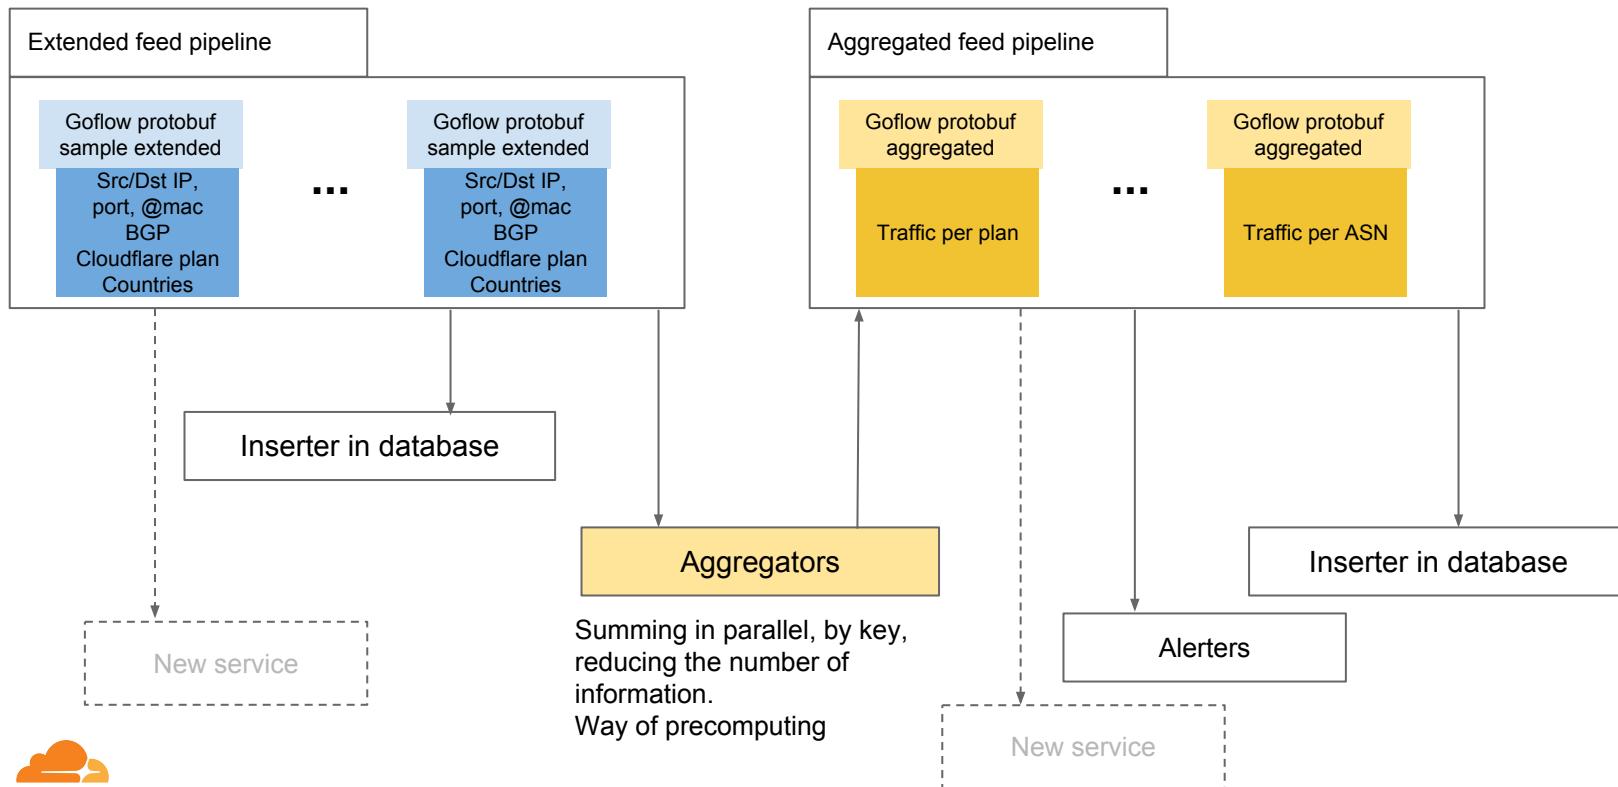 Extended feed pipeline
Goflow protobuf
sample extended
Src/Dst IP,
port, @mac
BGP
Cloudflare plan
Countries
...
Goflow protobuf
sample extended
Src/Dst IP,
port, @mac
BGP
Cloudflare plan
Countries
Aggregated feed pipeline
Goflow protobuf
aggregated
Traffic per plan
...
Goflow protobuf
aggregated
Traffic per ASN
Inserter in database
New service
Aggregators
Summing in parallel, by key,
reducing the number of
information.
Way of precomputing
Inserter in database
Alerters
New service